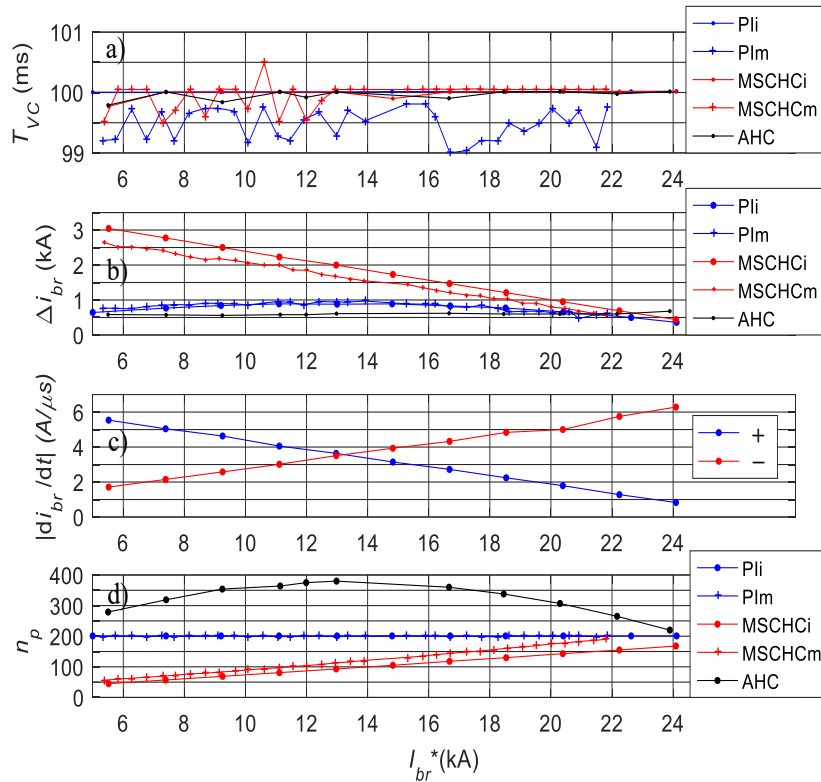 a)
T_VC (ms)
101
100
99
6 8 10 12 14 16 18 20 22 24
PIi
PIm
MSCHCi
MSCHCm
AHC
b)
Δi_br (kA)
3
2
1
0
6 8 10 12 14 16 18 20 22 24
PIi
PIm
MSCHCi
MSCHCm
AHC
c)
|di_br /dt| (A/μs)
6
4
2
0
6 8 10 12 14 16 18 20 22 24
+
−
d)
n_p
400
300
200
100
0
6 8 10 12 14 16 18 20 22 24
PIi
PIm
MSCHCi
MSCHCm
AHC
I_br*(kA)